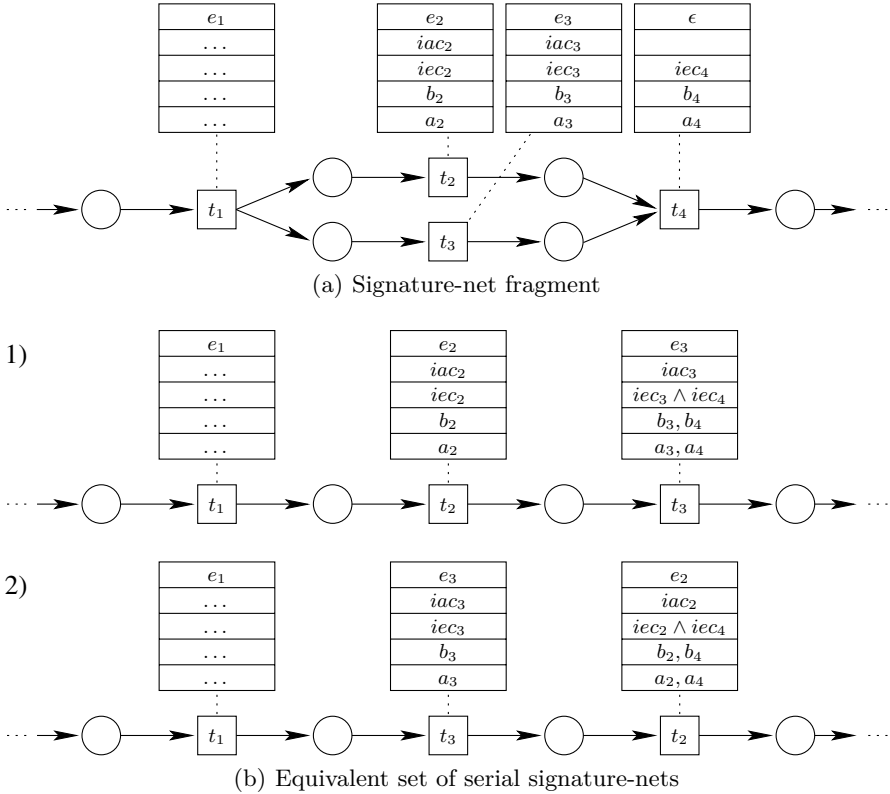 e₁ e₂ e₃ ϵ
... iac₂ iac₃
... iec₂ iec₃ iec₄
... b₂ b₃ b₄
... a₂ a₃ a₄
t₂
... t₁ t₄ ...
t₃
(a) Signature-net fragment
1)
e₁ e₂ e₃
... iac₂ iac₃
... iec₂ iec₃ ∧ iec₄
... b₂ b₃, b₄
... a₂ a₃, a₄
... t₁ t₂ t₃ ...
2)
e₁ e₃ e₂
... iac₃ iac₂
... iec₃ iec₂ ∧ iec₄
... b₃ b₂, b₄
... a₃ a₂, a₄
... t₁ t₃ t₂ ...
(b) Equivalent set of serial signature-nets